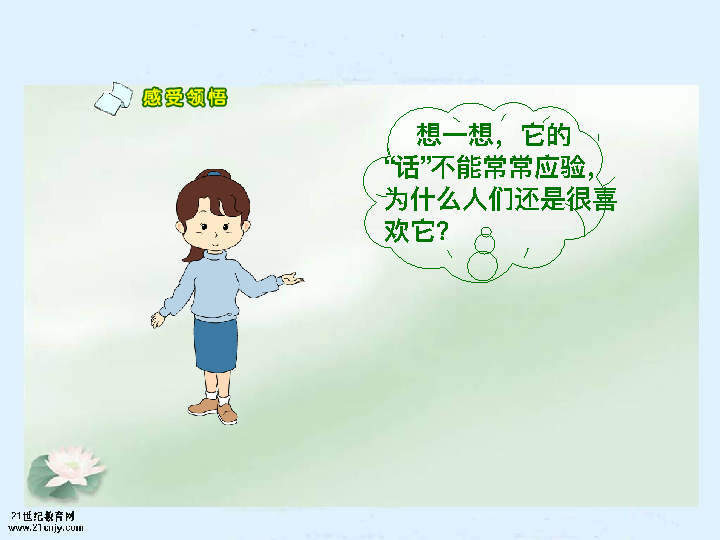 感受领悟
想一想，它的
“话”不能常常应验，
为什么人们还是很喜
欢它？
21世纪教育网
www.21cnjy.com